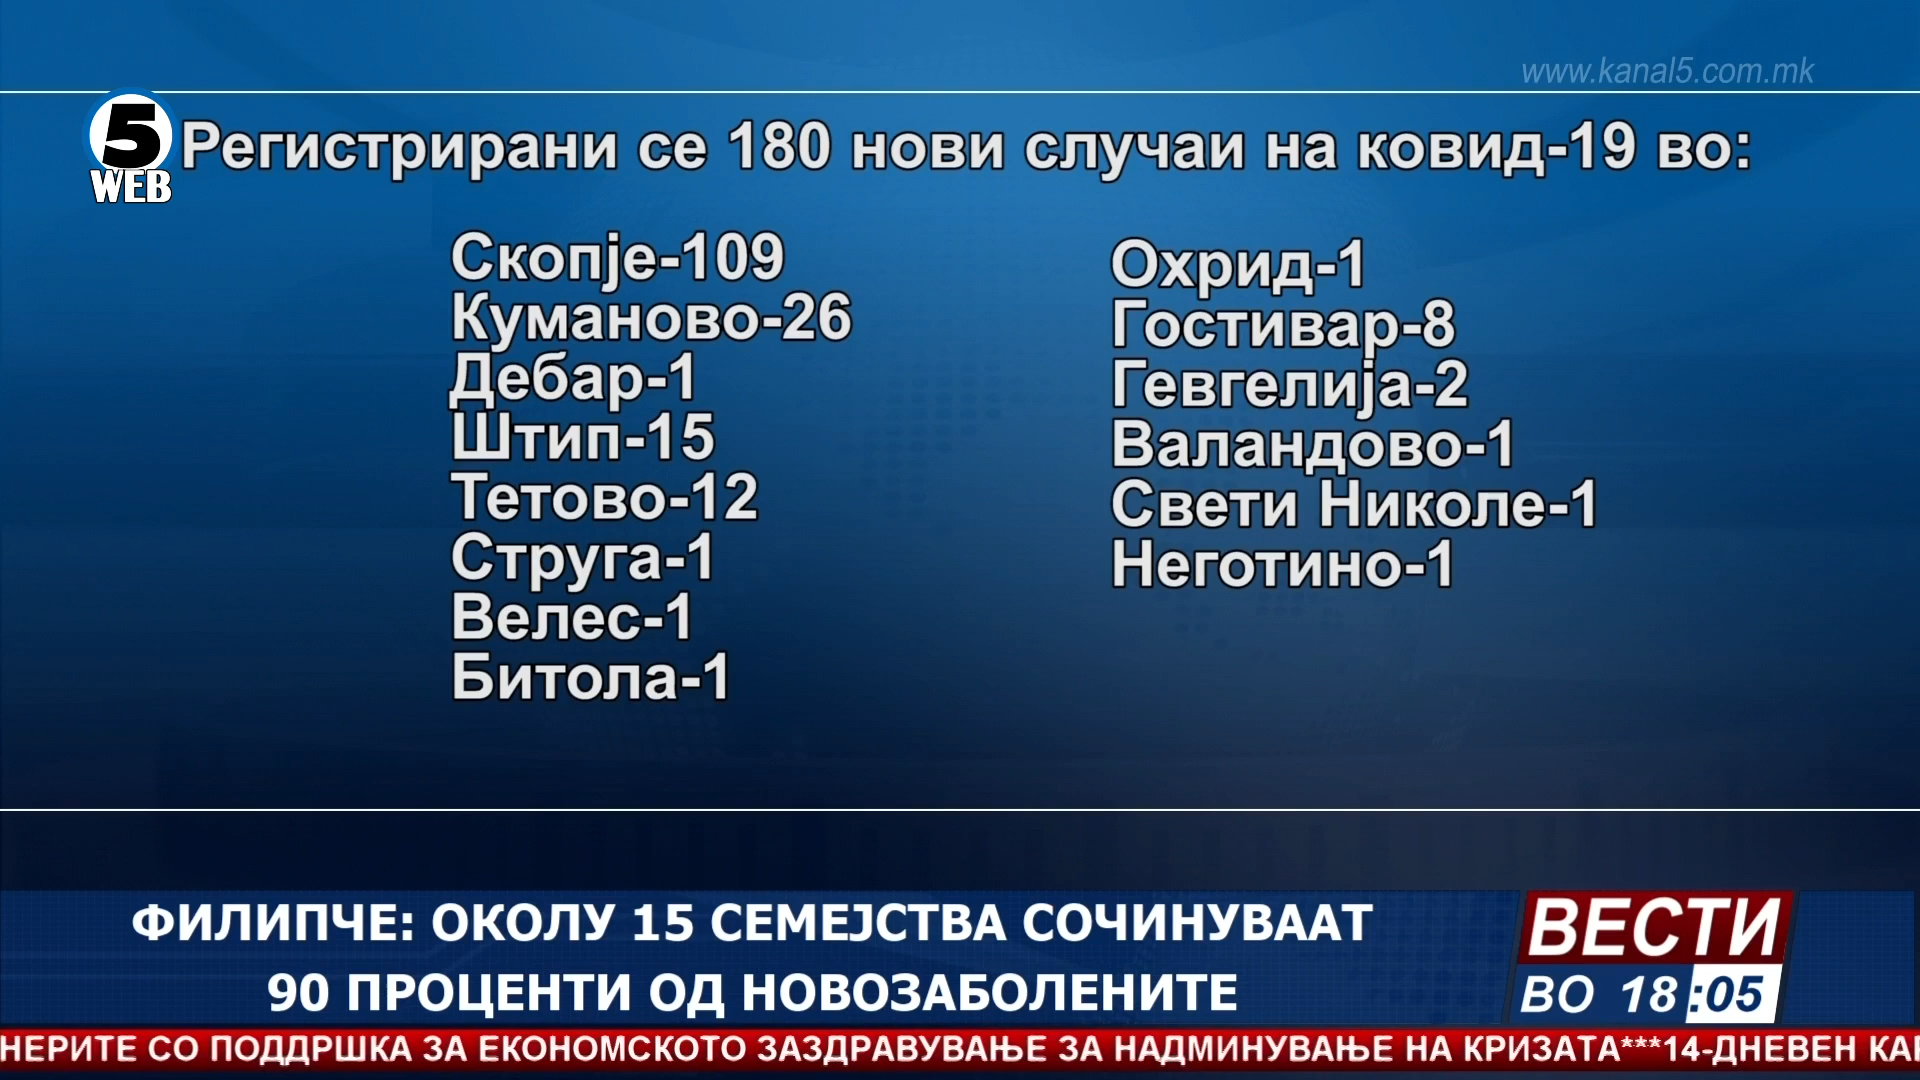 www.kanal5.com.mk
5
WEB
Регистрирани се 180 нови случаи на ковид-19 во:
Скопје-109
Куманово-26
Дебар-1
Штип-15
Тетово-12
Струга-1
Велес-1
Битола-1
Охрид-1
Гостивар-8
Гевгелија-2
Валандово-1
Свети Николе-1
Неготино-1
ФИЛИПЧЕ: ОКОЛУ 15 СЕМЕЈСТВА СОЧИНУВААТ
90 ПРОЦЕНТИ ОД НОВОЗАБОЛЕНИТЕ
ВЕСТИ
ВО 18:05
НЕРИТЕ СО ПОДДРШКА ЗА ЕКОНОМСКОТО ЗАЗДРАВУВАЊЕ ЗА НАДМИНУВАЊЕ НА КРИЗАТА***14-ДНЕВЕН КАР